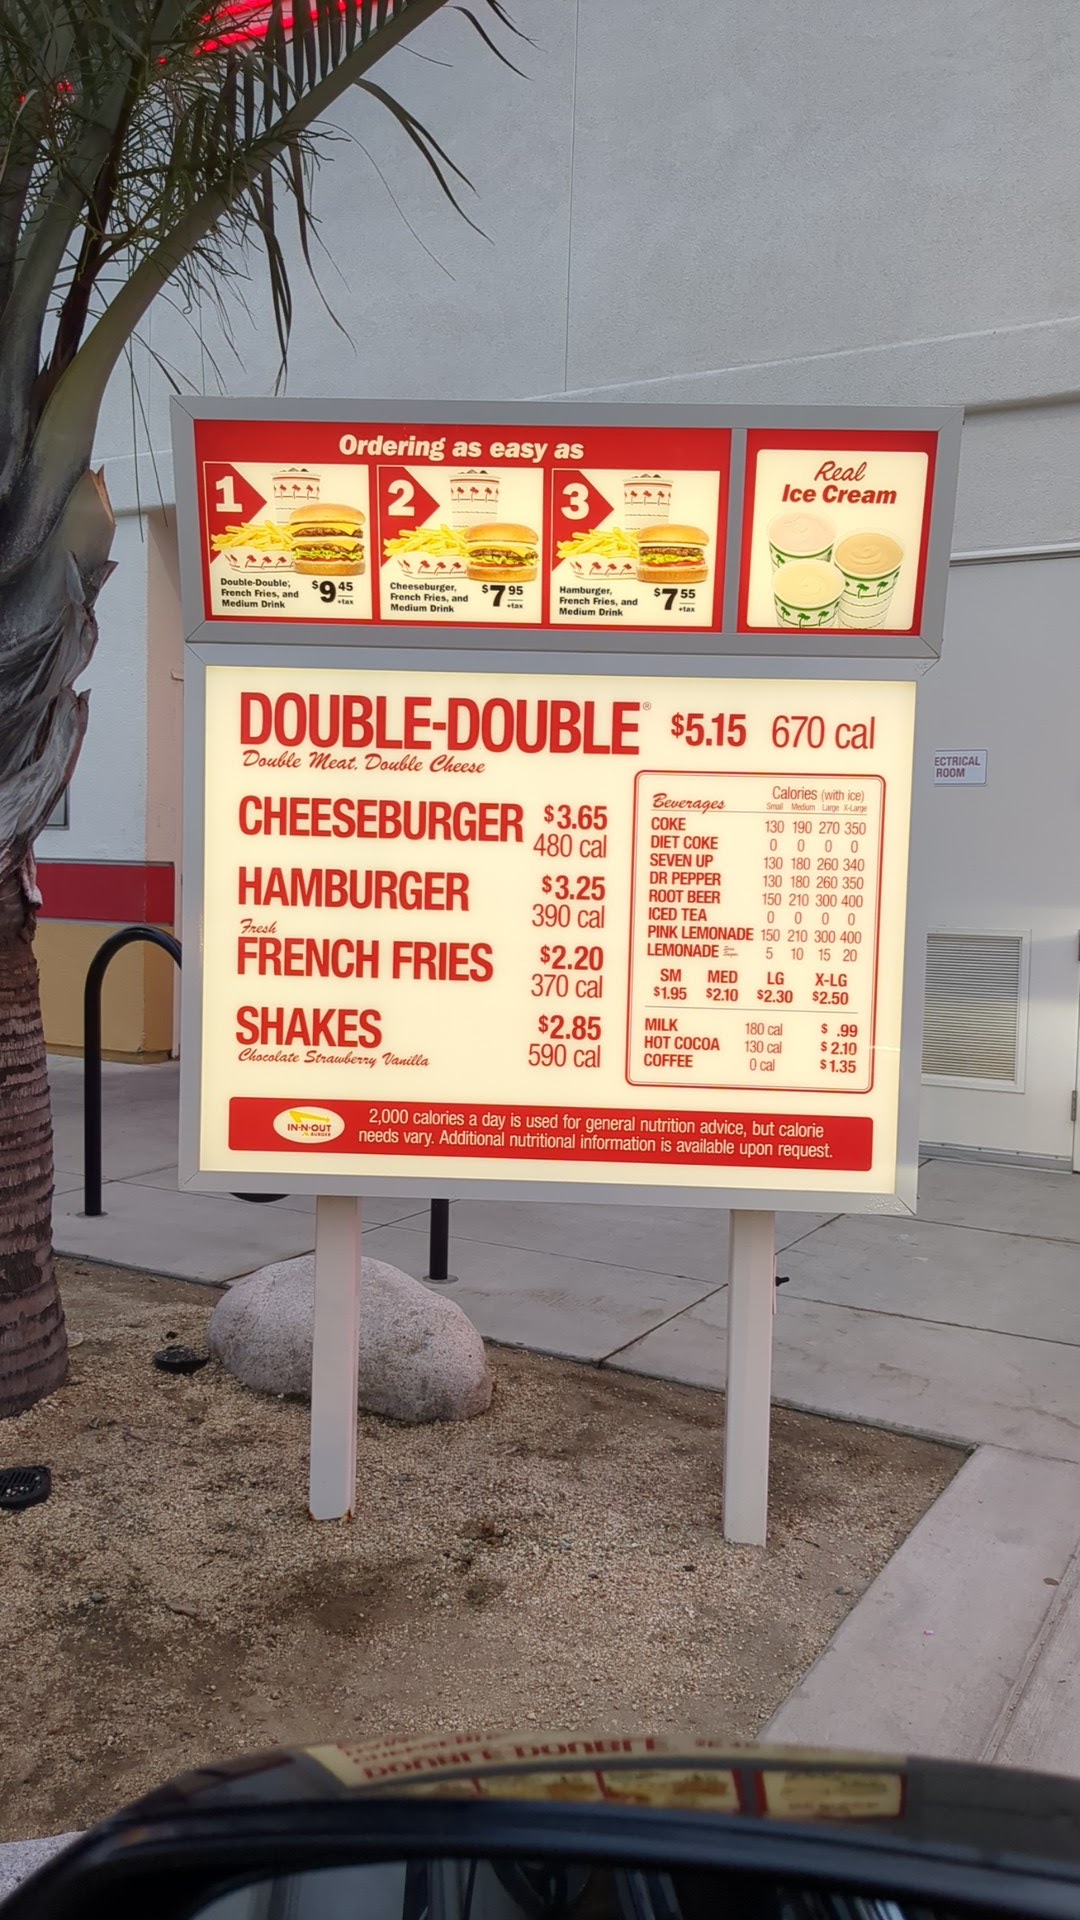 Ordering as easy as
1
Double-Double,
French Fries, and
Medium Drink
$9 45
+tax
2
Cheeseburger,
French Fries, and
Medium Drink
$7 95
+tax
3
Hamburger,
French Fries, and
Medium Drink
$7 55
+tax
Real
Ice Cream
DOUBLE-DOUBLE® $5.15 670 cal
Double Meat. Double Cheese
CHEESEBURGER $3.65
480 cal
HAMBURGER $3.25
390 cal
Fresh
FRENCH FRIES $2.20
370 cal
SHAKES $2.85
Chocolate Strawberry Vanilla 590 cal
Beverages Calories (with ice)
Small Medium Large X-Large
COKE 130 190 270 350
DIET COKE 0 0 0 0
SEVEN UP 130 180 260 340
DR PEPPER 130 180 260 350
ROOT BEER 150 210 300 400
ICED TEA 0 0 0 0
PINK LEMONADE 150 210 300 400
LEMONADE 5 10 15 20
SM MED LG X-LG
$1.95 $2.10 $2.30 $2.50
MILK 180 cal $ .99
HOT COCOA 130 cal $ 2.10
COFFEE 0 cal $ 1.35
IN-N-OUT
BURGER
2,000 calories a day is used for general nutrition advice, but calorie
needs vary. Additional nutritional information is available upon request.
ECTRICAL
ROOM
DOUBLE-DOUBLE